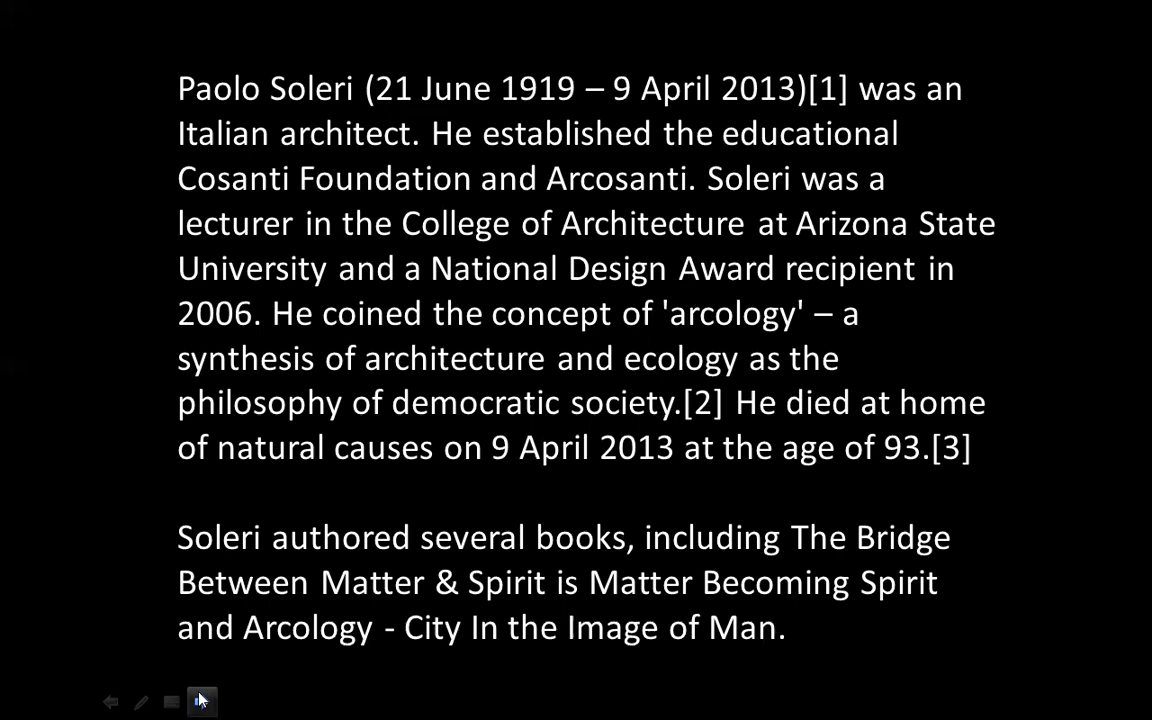 Paolo Soleri (21 June 1919 – 9 April 2013)[1] was an
Italian architect. He established the educational
Cosanti Foundation and Arcosanti. Soleri was a
lecturer in the College of Architecture at Arizona State
University and a National Design Award recipient in
2006. He coined the concept of 'arcology' – a
synthesis of architecture and ecology as the
philosophy of democratic society.[2] He died at home
of natural causes on 9 April 2013 at the age of 93.[3]
Soleri authored several books, including The Bridge
Between Matter & Spirit is Matter Becoming Spirit
and Arcology - City In the Image of Man.